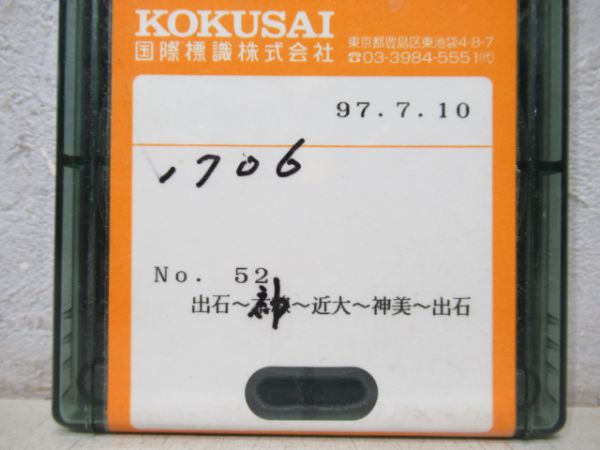 KOKUSAI
国際標識株式会社
東京都豊島区東池袋4-8-7
☎03-3984-5551㈹
97.7.10
1706
No. 52
出石〜 〜近大〜神美〜出石